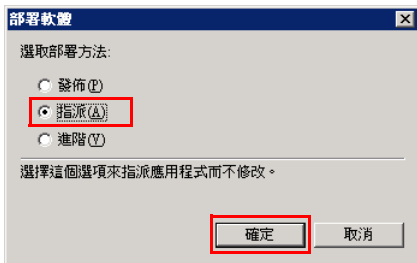 部署軟體
選取部署方法:
發佈(P)
指派(A)
進階(V)
選擇這個選項來指派應用程式而不修改。
確定 取消